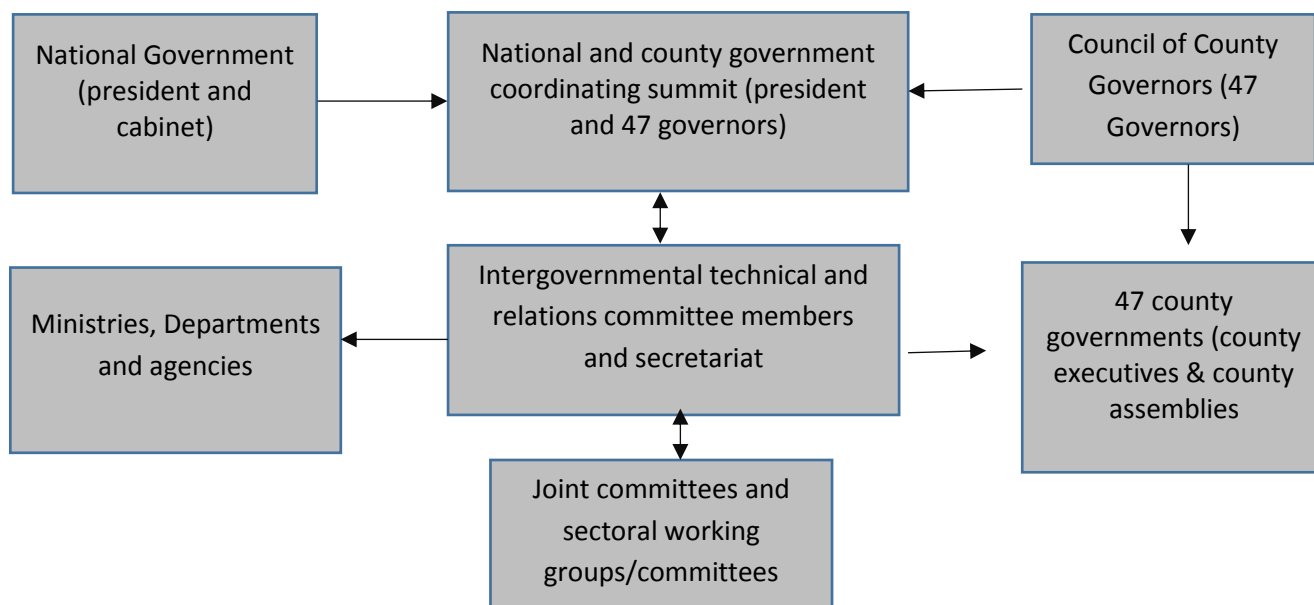 National Government
(president and
cabinet)
National and county government
coordinating summit (president
and 47 governors)
Council of County
Governors (47
Governors)
Ministries, Departments
and agencies
Intergovernmental technical and
relations committee members
and secretariat
47 county
governments (county
executives & county
assemblies
Joint committees and
sectoral working
groups/committees